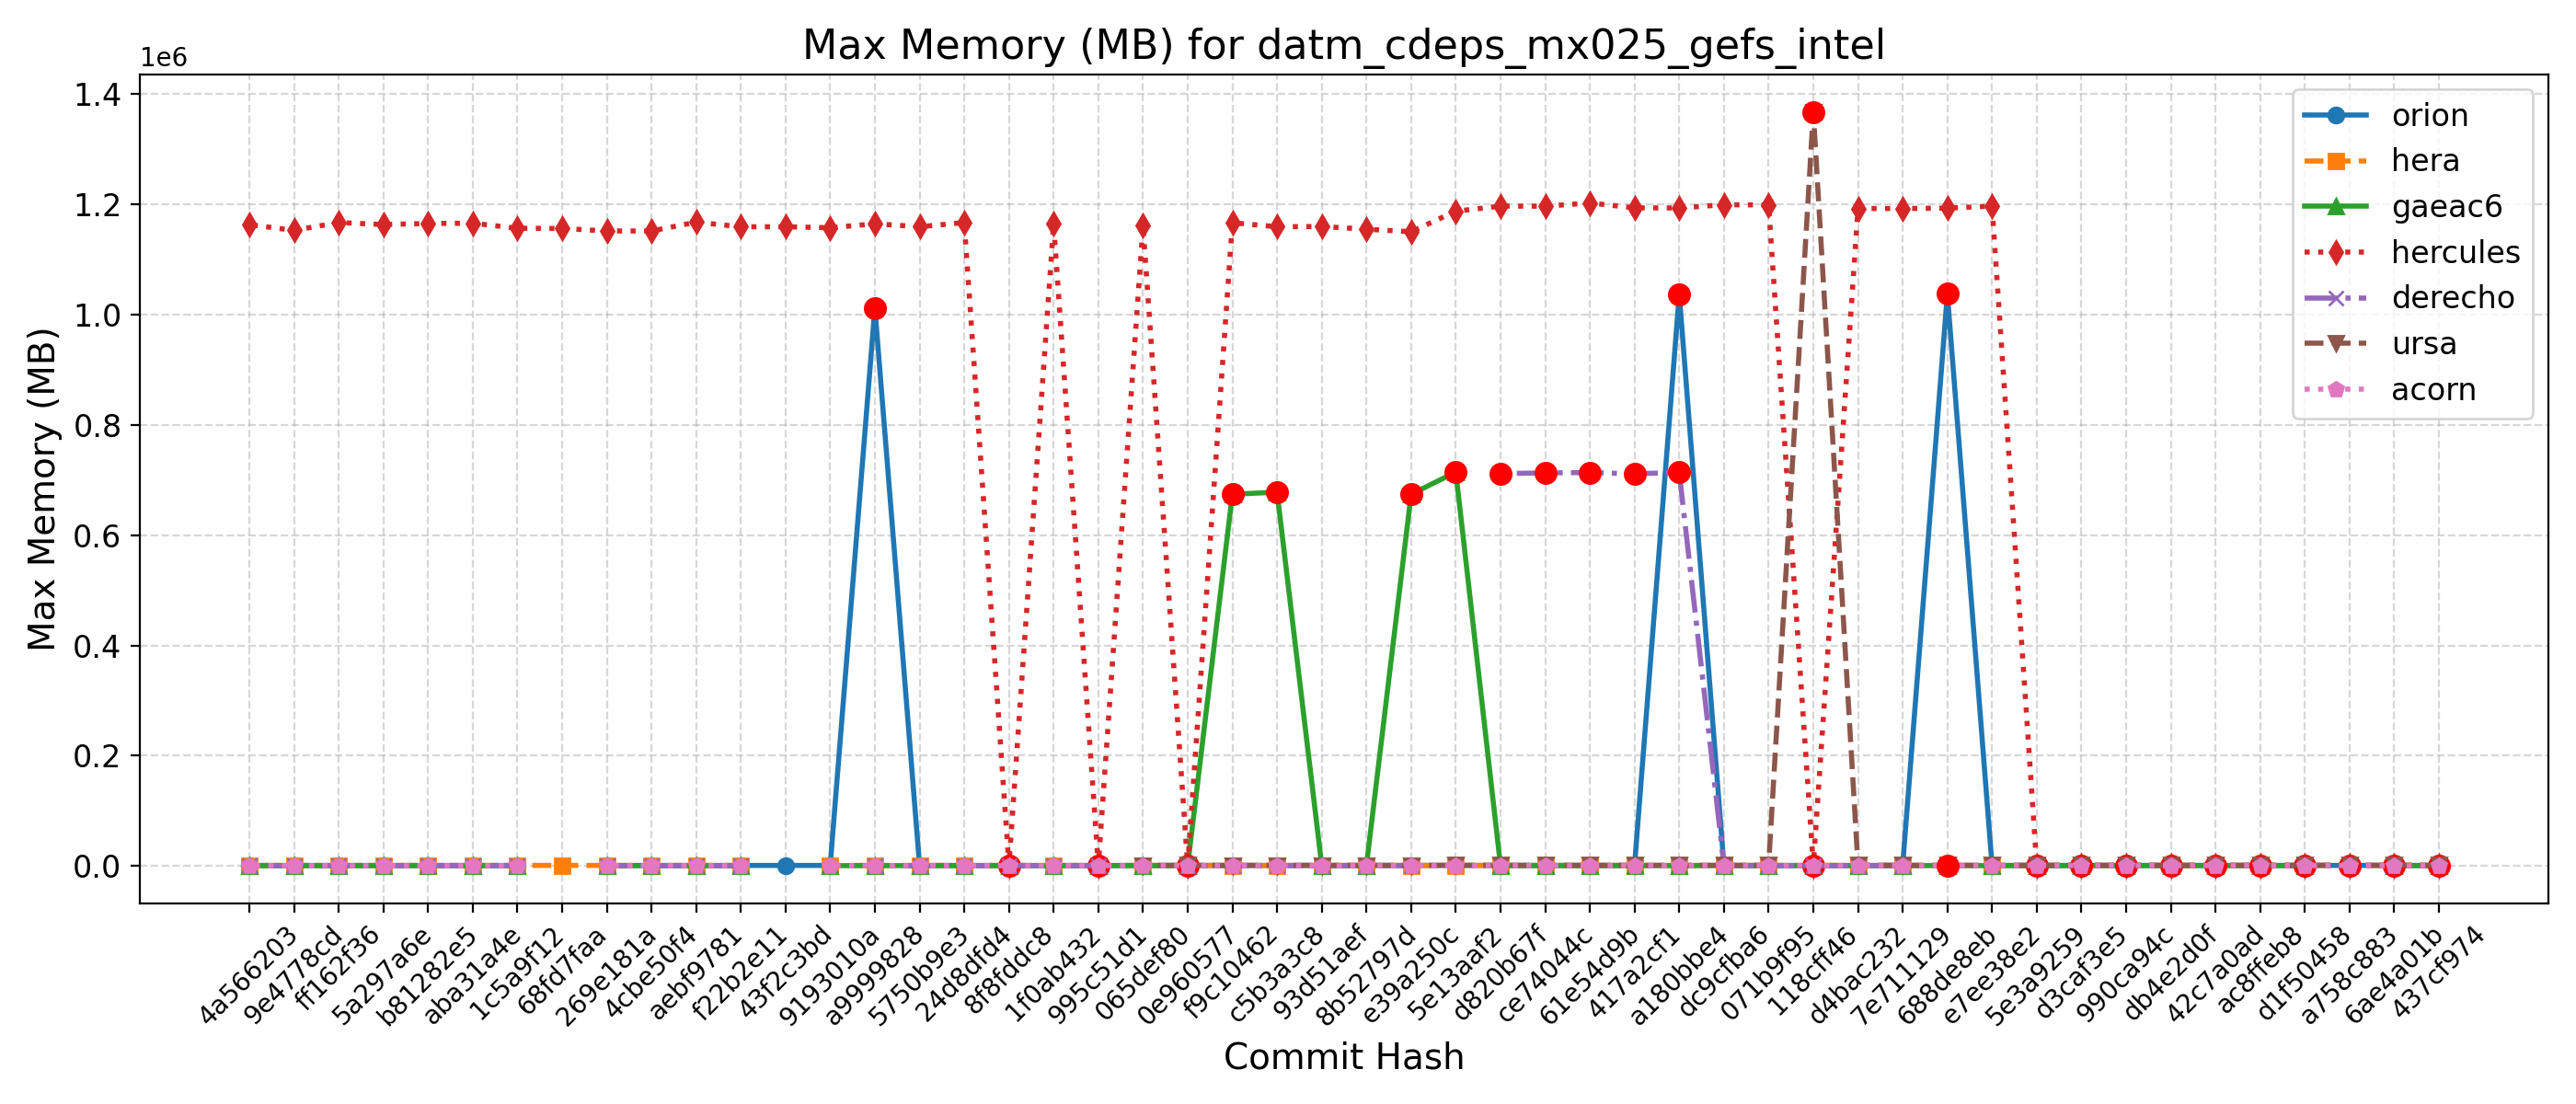 Max Memory (MB) for datm_cdeps_mx025_gefs_intel
1e6
1.4
1.2
1.0
0.8
0.6
0.4
0.2
0.0
Max Memory (MB)
orion
hera
gaeac6
hercules
derecho
ursa
acorn
4a566203
9e4778cd
ff162f36
5a297a6e
b81282e5
aba31a4e
1c5a9f12
68fd7faa
269e181a
4cbe50f4
aebf9781
f22b2e11
43f2c3bd
9193010a
a9999828
5750b9e3
24d8dfd4
8f8fddc8
1f0ab432
995c51d1
065def80
0e960577
f9c10462
c5b3a3c8
93d51aef
8b52797d
e39a250c
5e13aaf2
d820b67f
ce74044c
61e54d9b
417a2cf1
a180bbe4
dc9cfba6
071b9f95
118cff46
d4bac232
7e711129
688de8eb
e7ee38e2
5e3a9259
d3caf3e5
990ca94c
db4e2d0f
42c7a0ad
ac8ffeb8
d1f50458
a758c883
6ae4a01b
437cf974
Commit Hash